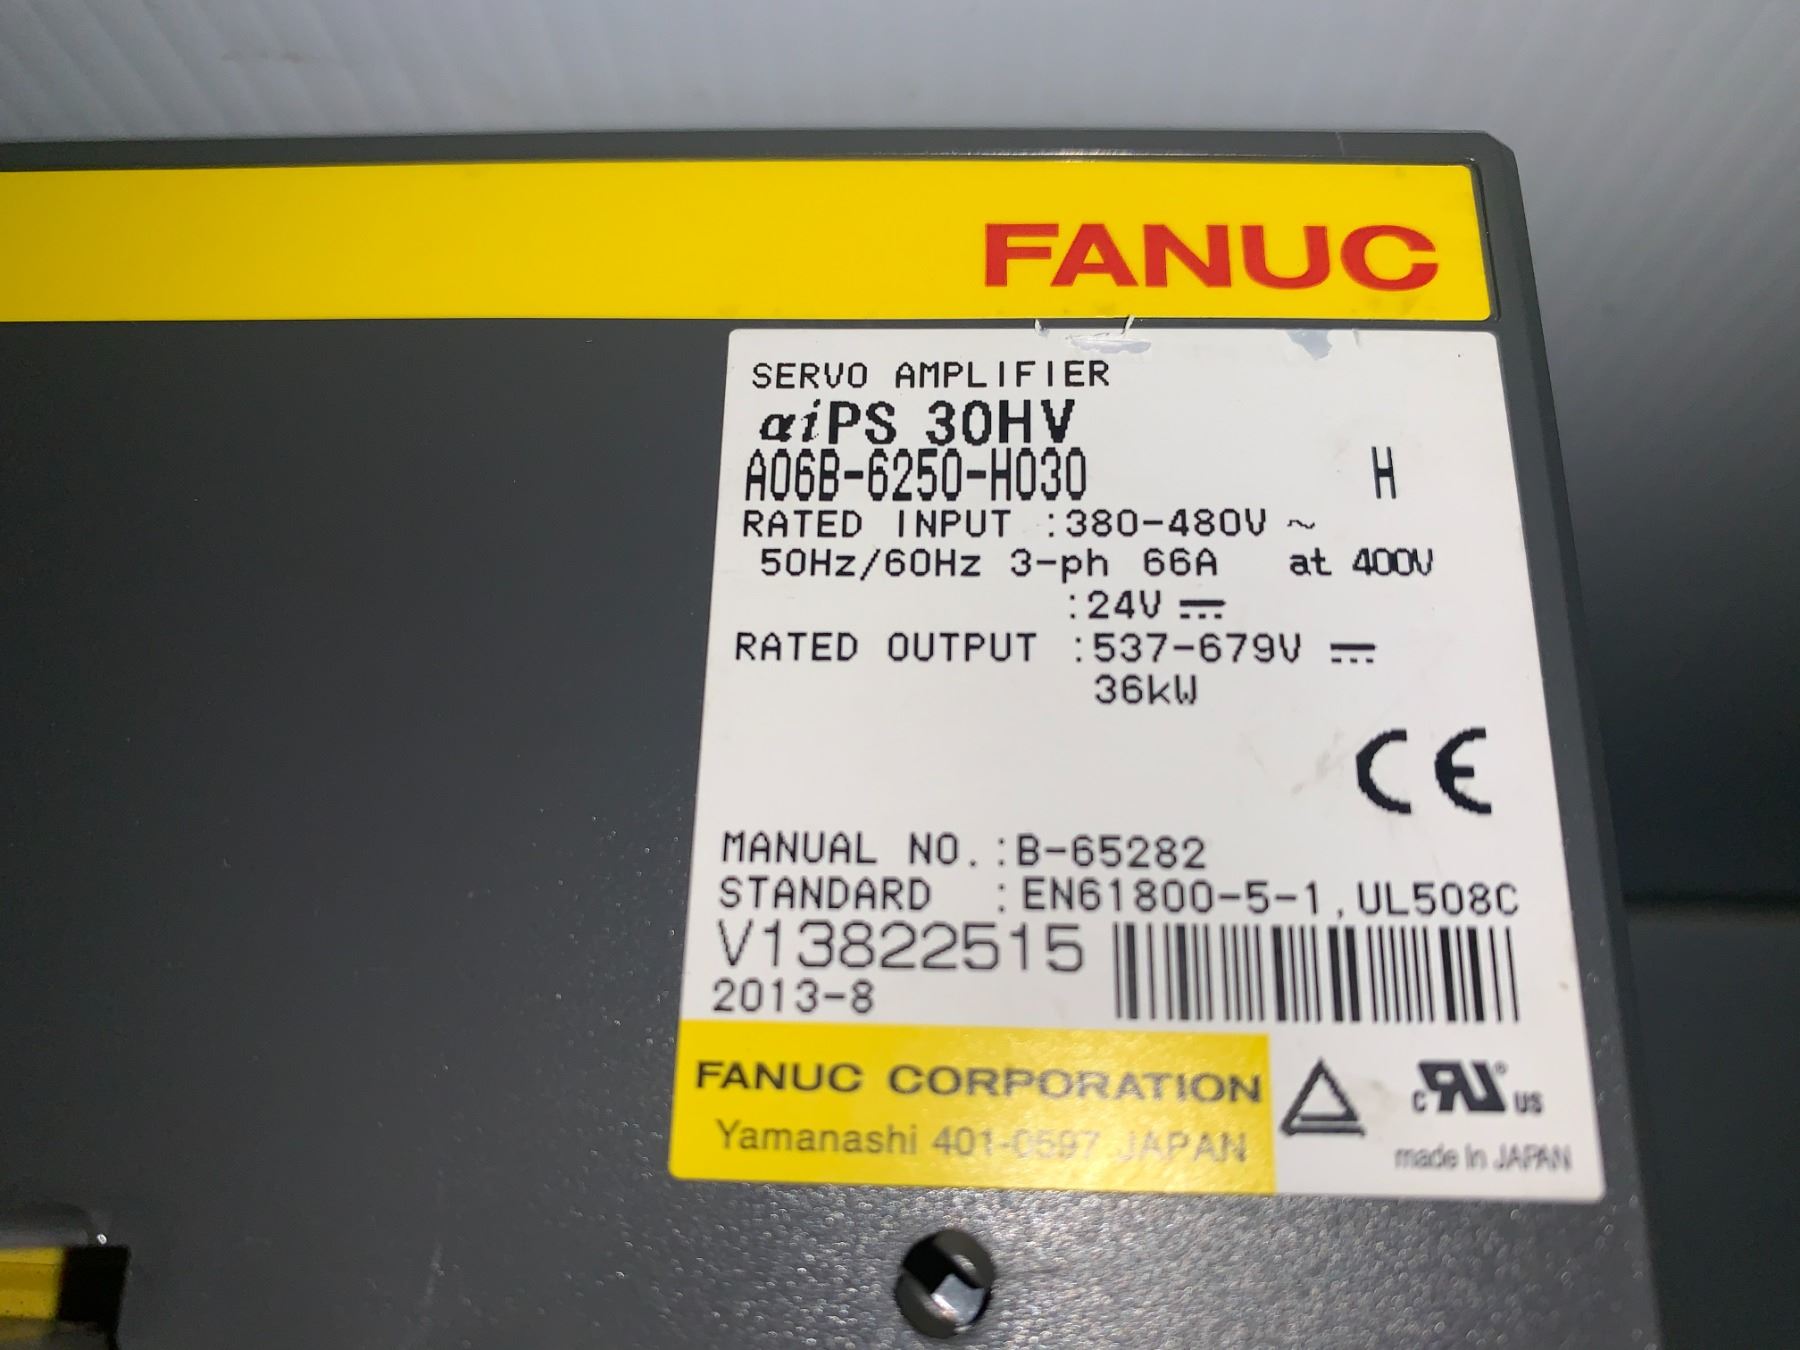 FANUC
SERVO AMPLIFIER
αiPS 30HV
A06B-6250-H030 H
RATED INPUT :380-480V ~
50Hz/60Hz 3-ph 66A at 400V
:24V ⎓
RATED OUTPUT :537-679V ⎓
36kW
CE
MANUAL NO. :B-65282
STANDARD :EN61800-5-1,UL508C
V13822515
2013-8
FANUC CORPORATION
Yamanashi 401-0597 JAPAN
c RU US
made In JAPAN